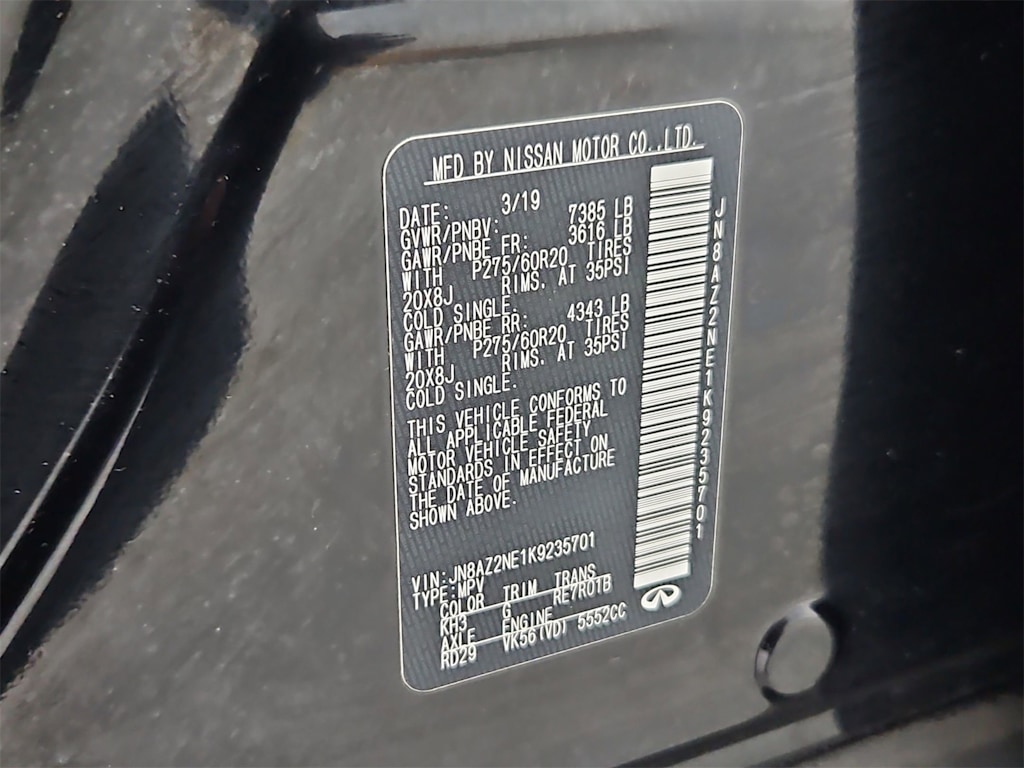 MFD BY NISSAN MOTOR CO.,LTD.
DATE: 3/19
GVWR/PNBV: 7385 LB
GAWR/PNBE FR: 3616 LB
WITH P275/60R20 TIRES
20X8J RIMS. AT 35PSI
COLD SINGLE.
GAWR/PNBE RR: 4343 LB
WITH P275/60R20 TIRES
20X8J RIMS. AT 35PSI
COLD SINGLE.
THIS VEHICLE CONFORMS TO
ALL APPLICABLE FEDERAL
MOTOR VEHICLE SAFETY
STANDARDS IN EFFECT ON
THE DATE OF MANUFACTURE
SHOWN ABOVE.
VIN:JN8AZ2NE1K9235701
TYPE:MPV
COLOR TRIM TRANS
KH3 G RE7R01B
AXLE ENGINE
RD29 VK56(VD) 5552CC
JN8AZ2NE1K9235701